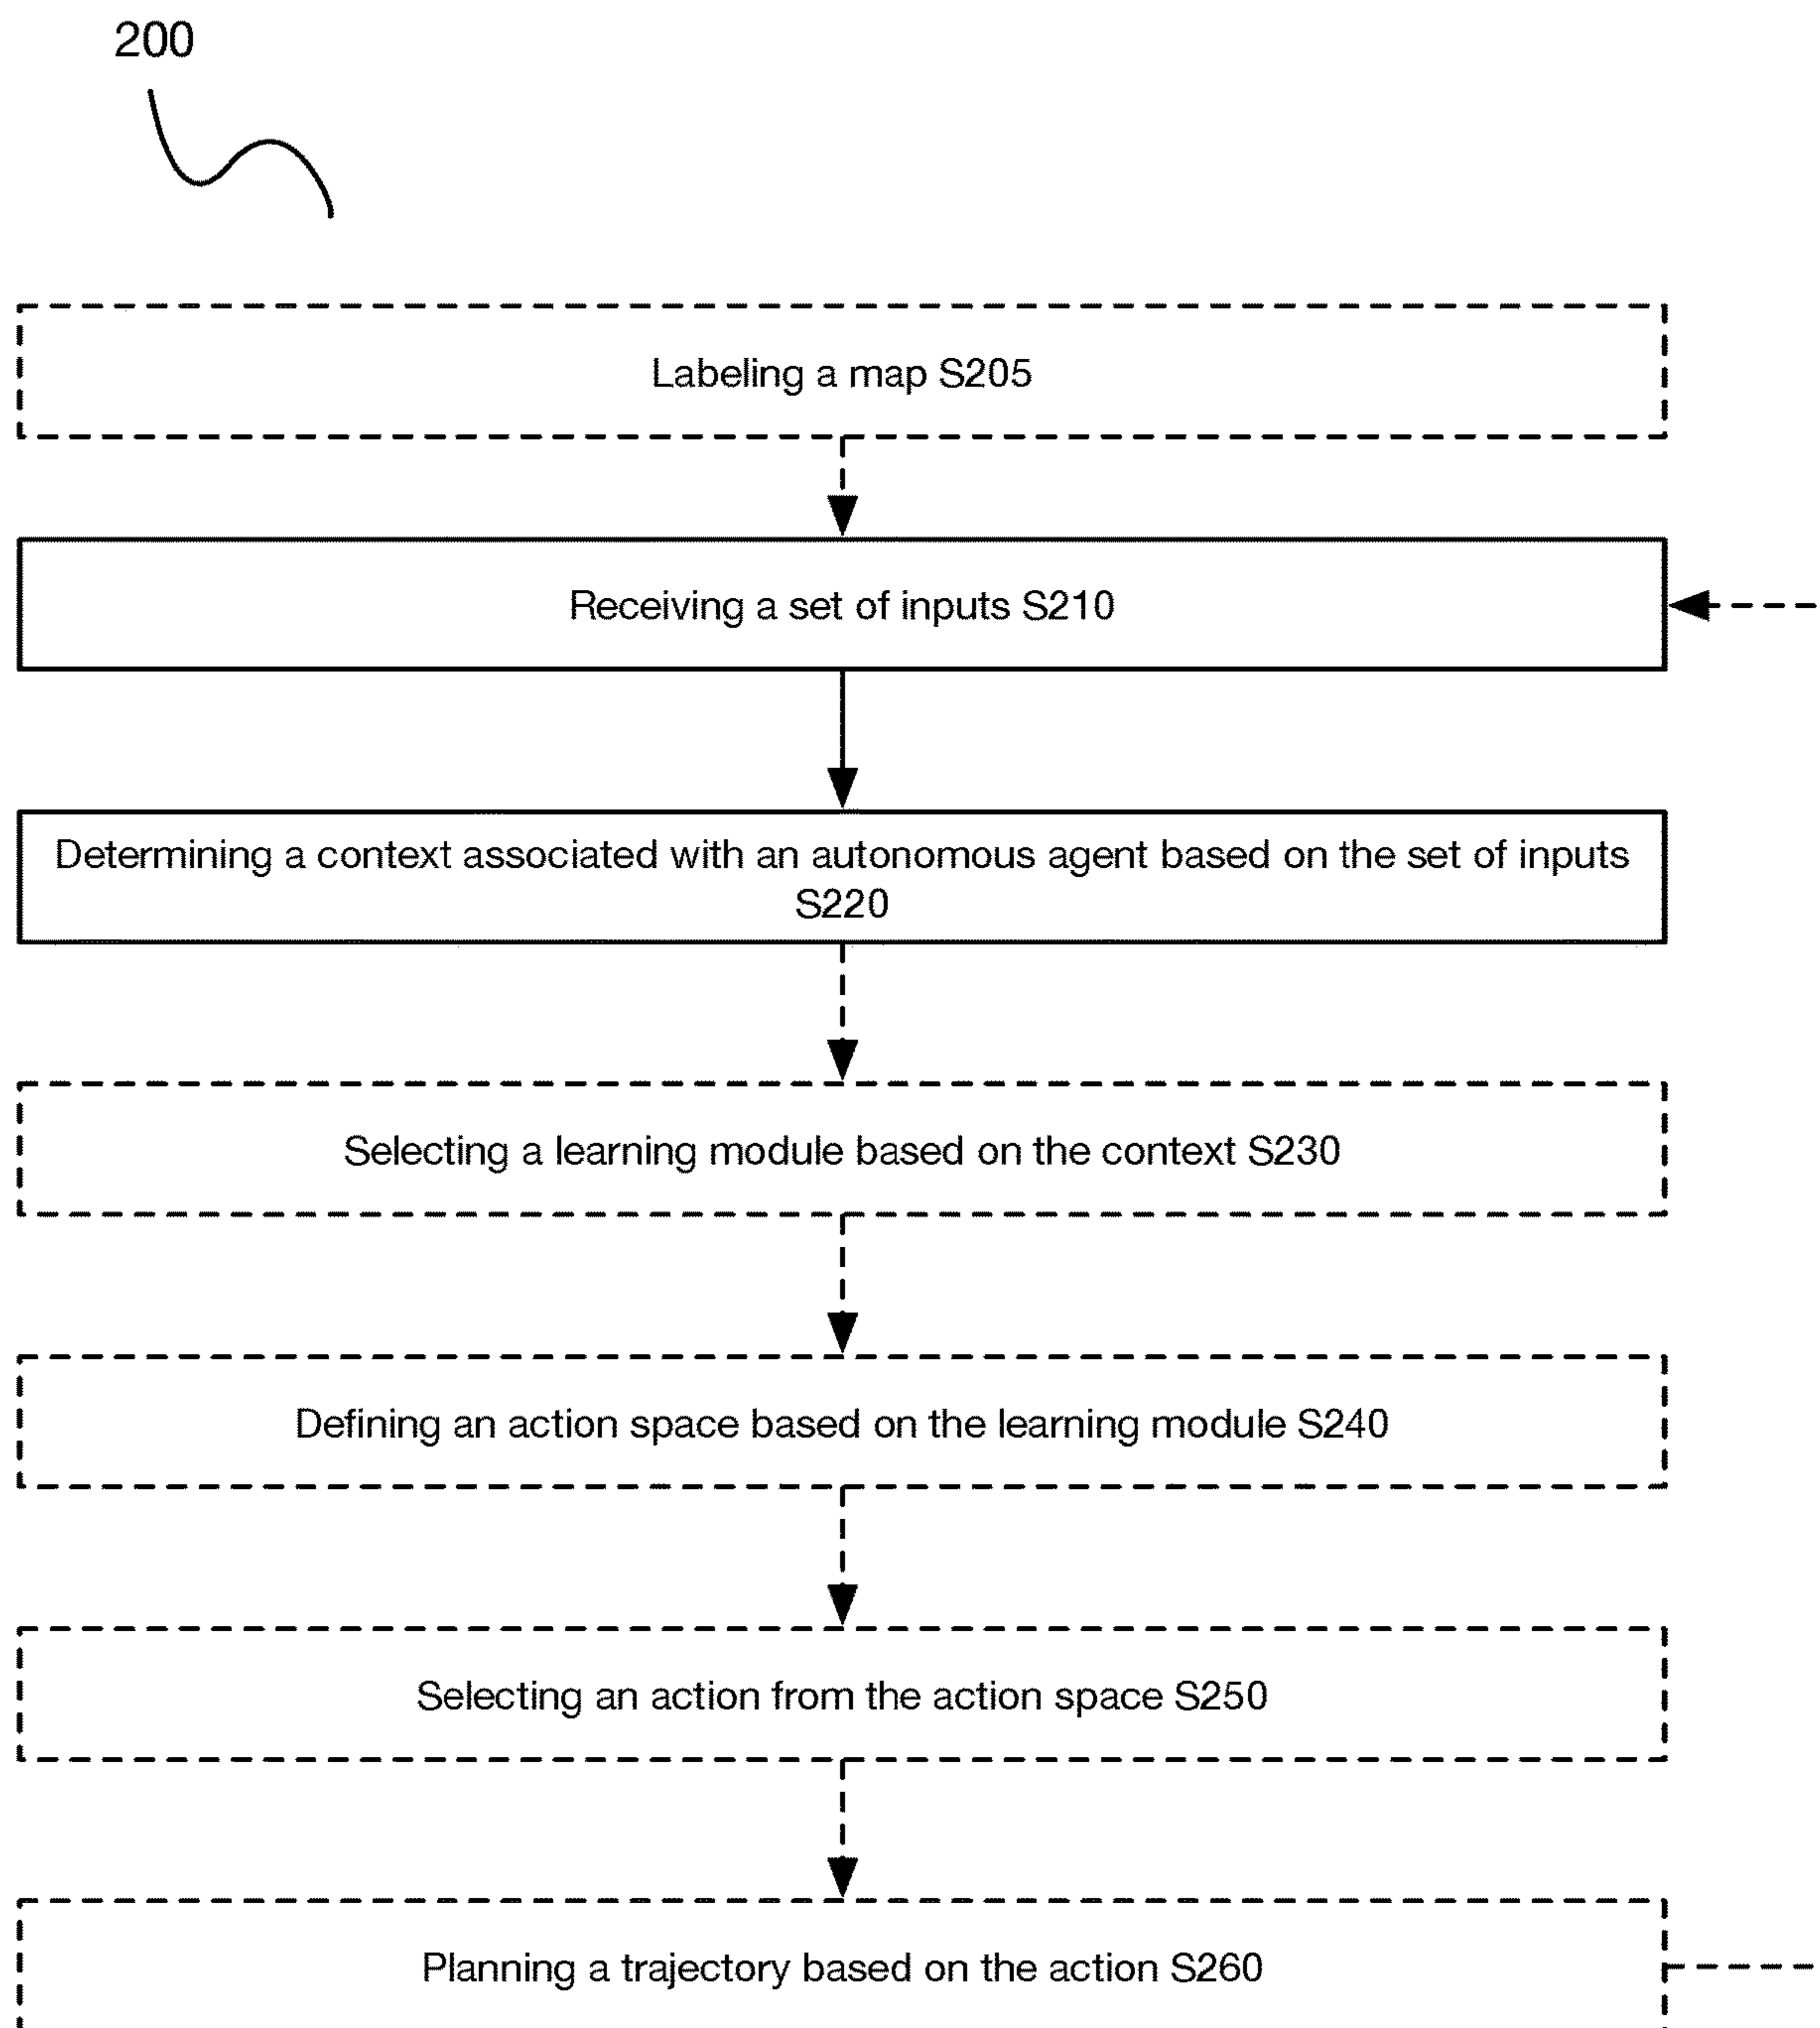 200
Labeling a map S205
Receiving a set of inputs S210
Determining a context associated with an autonomous agent based on the set of inputs
S220
Selecting a learning module based on the context S230
Defining an action space based on the learning module S240
Selecting an action from the action space S250
Planning a trajectory based on the action S260